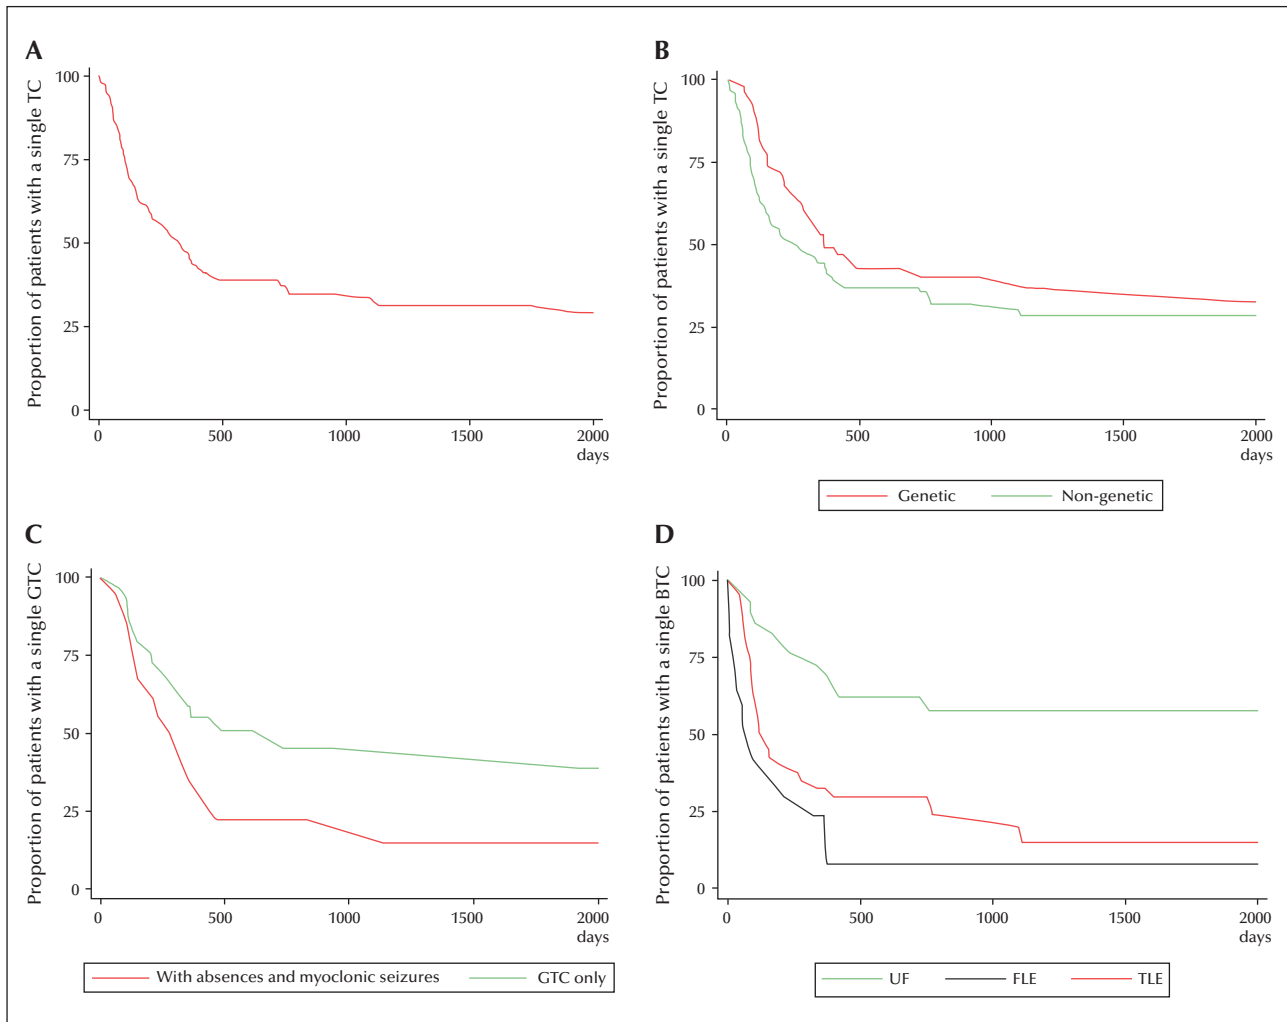 A
Proportion of patients with a single TC
100
75
50
25
0
0 500 1000 1500 2000
days
B
Proportion of patients with a single TC
100
75
50
25
0
0 500 1000 1500 2000
days
Genetic Non-genetic
C
Proportion of patients with a single GTC
100
75
50
25
0
0 500 1000 1500 2000
days
With absences and myoclonic seizures GTC only
D
Proportion of patients with a single BTC
100
75
50
25
0
0 500 1000 1500 2000
days
UF FLE TLE